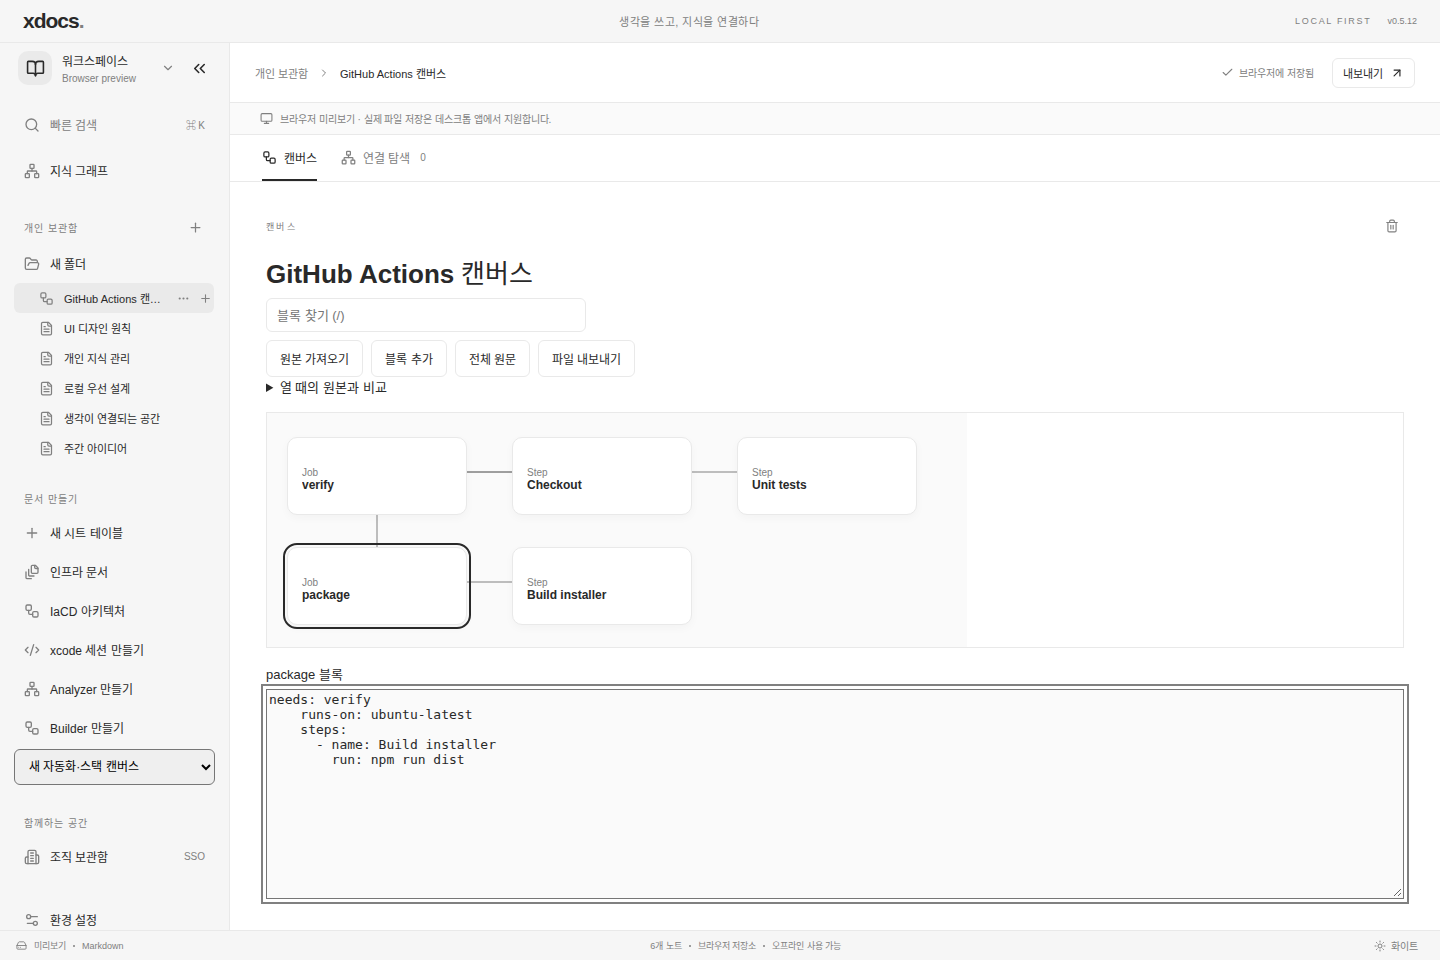 xdocs.
생각을 쓰고, 지식을 연결하다
LOCAL FIRST v0.5.12
워크스페이스
Browser preview
빠른 검색 ⌘K
지식 그래프
개인 보관함
새 폴더
GitHub Actions 캔...
UI 디자인 원칙
개인 지식 관리
로컬 우선 설계
생각이 연결되는 공간
주간 아이디어
문서 만들기
새 시트 테이블
인프라 문서
IaCD 아키텍처
xcode 세션 만들기
Analyzer 만들기
Builder 만들기
새 자동화·스택 캔버스
함께하는 공간
조직 보관함 SSO
환경 설정
개인 보관함 > GitHub Actions 캔버스
브라우저에 저장됨
내보내기
브라우저 미리보기 · 실제 파일 저장은 데스크톱 앱에서 지원합니다.
캔버스
연결 탐색 0
캔버스
GitHub Actions 캔버스
블록 찾기 (/)
원본 가져오기 블록 추가 전체 원문 파일 내보내기
열 때의 원본과 비교
Job
verify
Step
Checkout
Step
Unit tests
Job
package
Step
Build installer
package 블록
needs: verify
    runs-on: ubuntu-latest
    steps:
      - name: Build installer
        run: npm run dist
미리보기 · Markdown
6개 노트 · 브라우저 저장소 · 오프라인 사용 가능
화이트